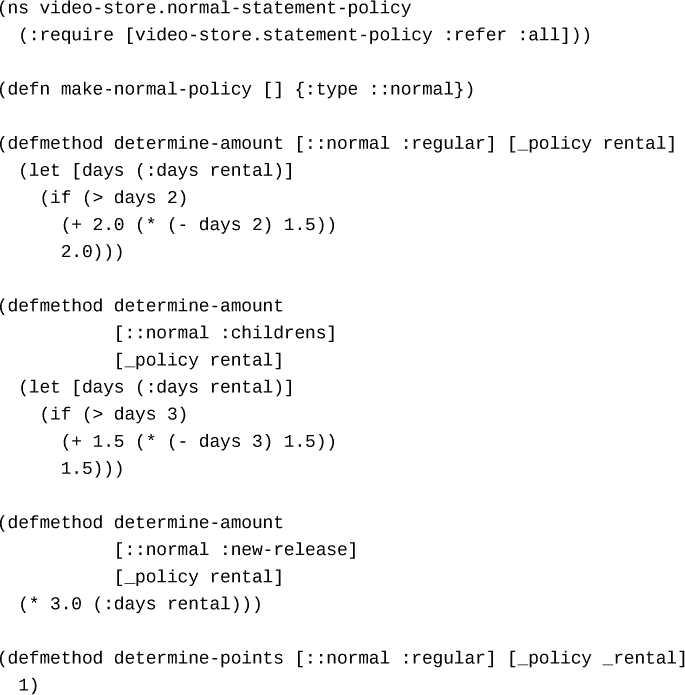 (ns video-store.normal-statement-policy
  (:require [video-store.statement-policy :refer :all]))

(defn make-normal-policy [] {:type ::normal})

(defmethod determine-amount [::normal :regular] [_policy rental]
  (let [days (:days rental)]
    (if (> days 2)
      (+ 2.0 (* (- days 2) 1.5))
      2.0)))

(defmethod determine-amount
           [::normal :childrens]
           [_policy rental]
  (let [days (:days rental)]
    (if (> days 3)
      (+ 1.5 (* (- days 3) 1.5))
      1.5)))

(defmethod determine-amount
           [::normal :new-release]
           [_policy rental]
  (* 3.0 (:days rental)))

(defmethod determine-points [::normal :regular] [_policy _rental]
  1)